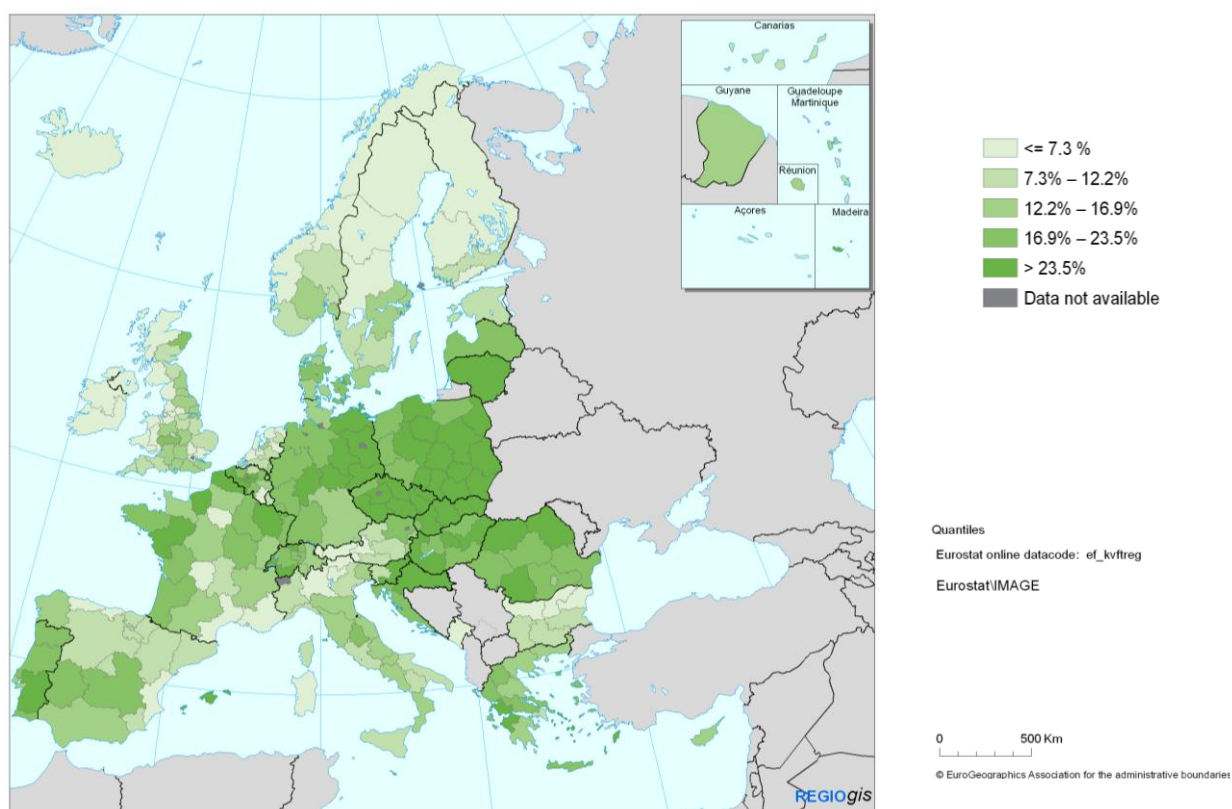 Canarias
Guyane
Guadeloupe
Martinique
Réunion
Açores
Madeira
<= 7.3 %
7.3% – 12.2%
12.2% – 16.9%
16.9% – 23.5%
> 23.5%
Data not available
Quantiles
Eurostat online datacode: ef_kvftreg
Eurostat\IMAGE
0 500 Km
© EuroGeographics Association for the administrative boundaries
REGIOgis